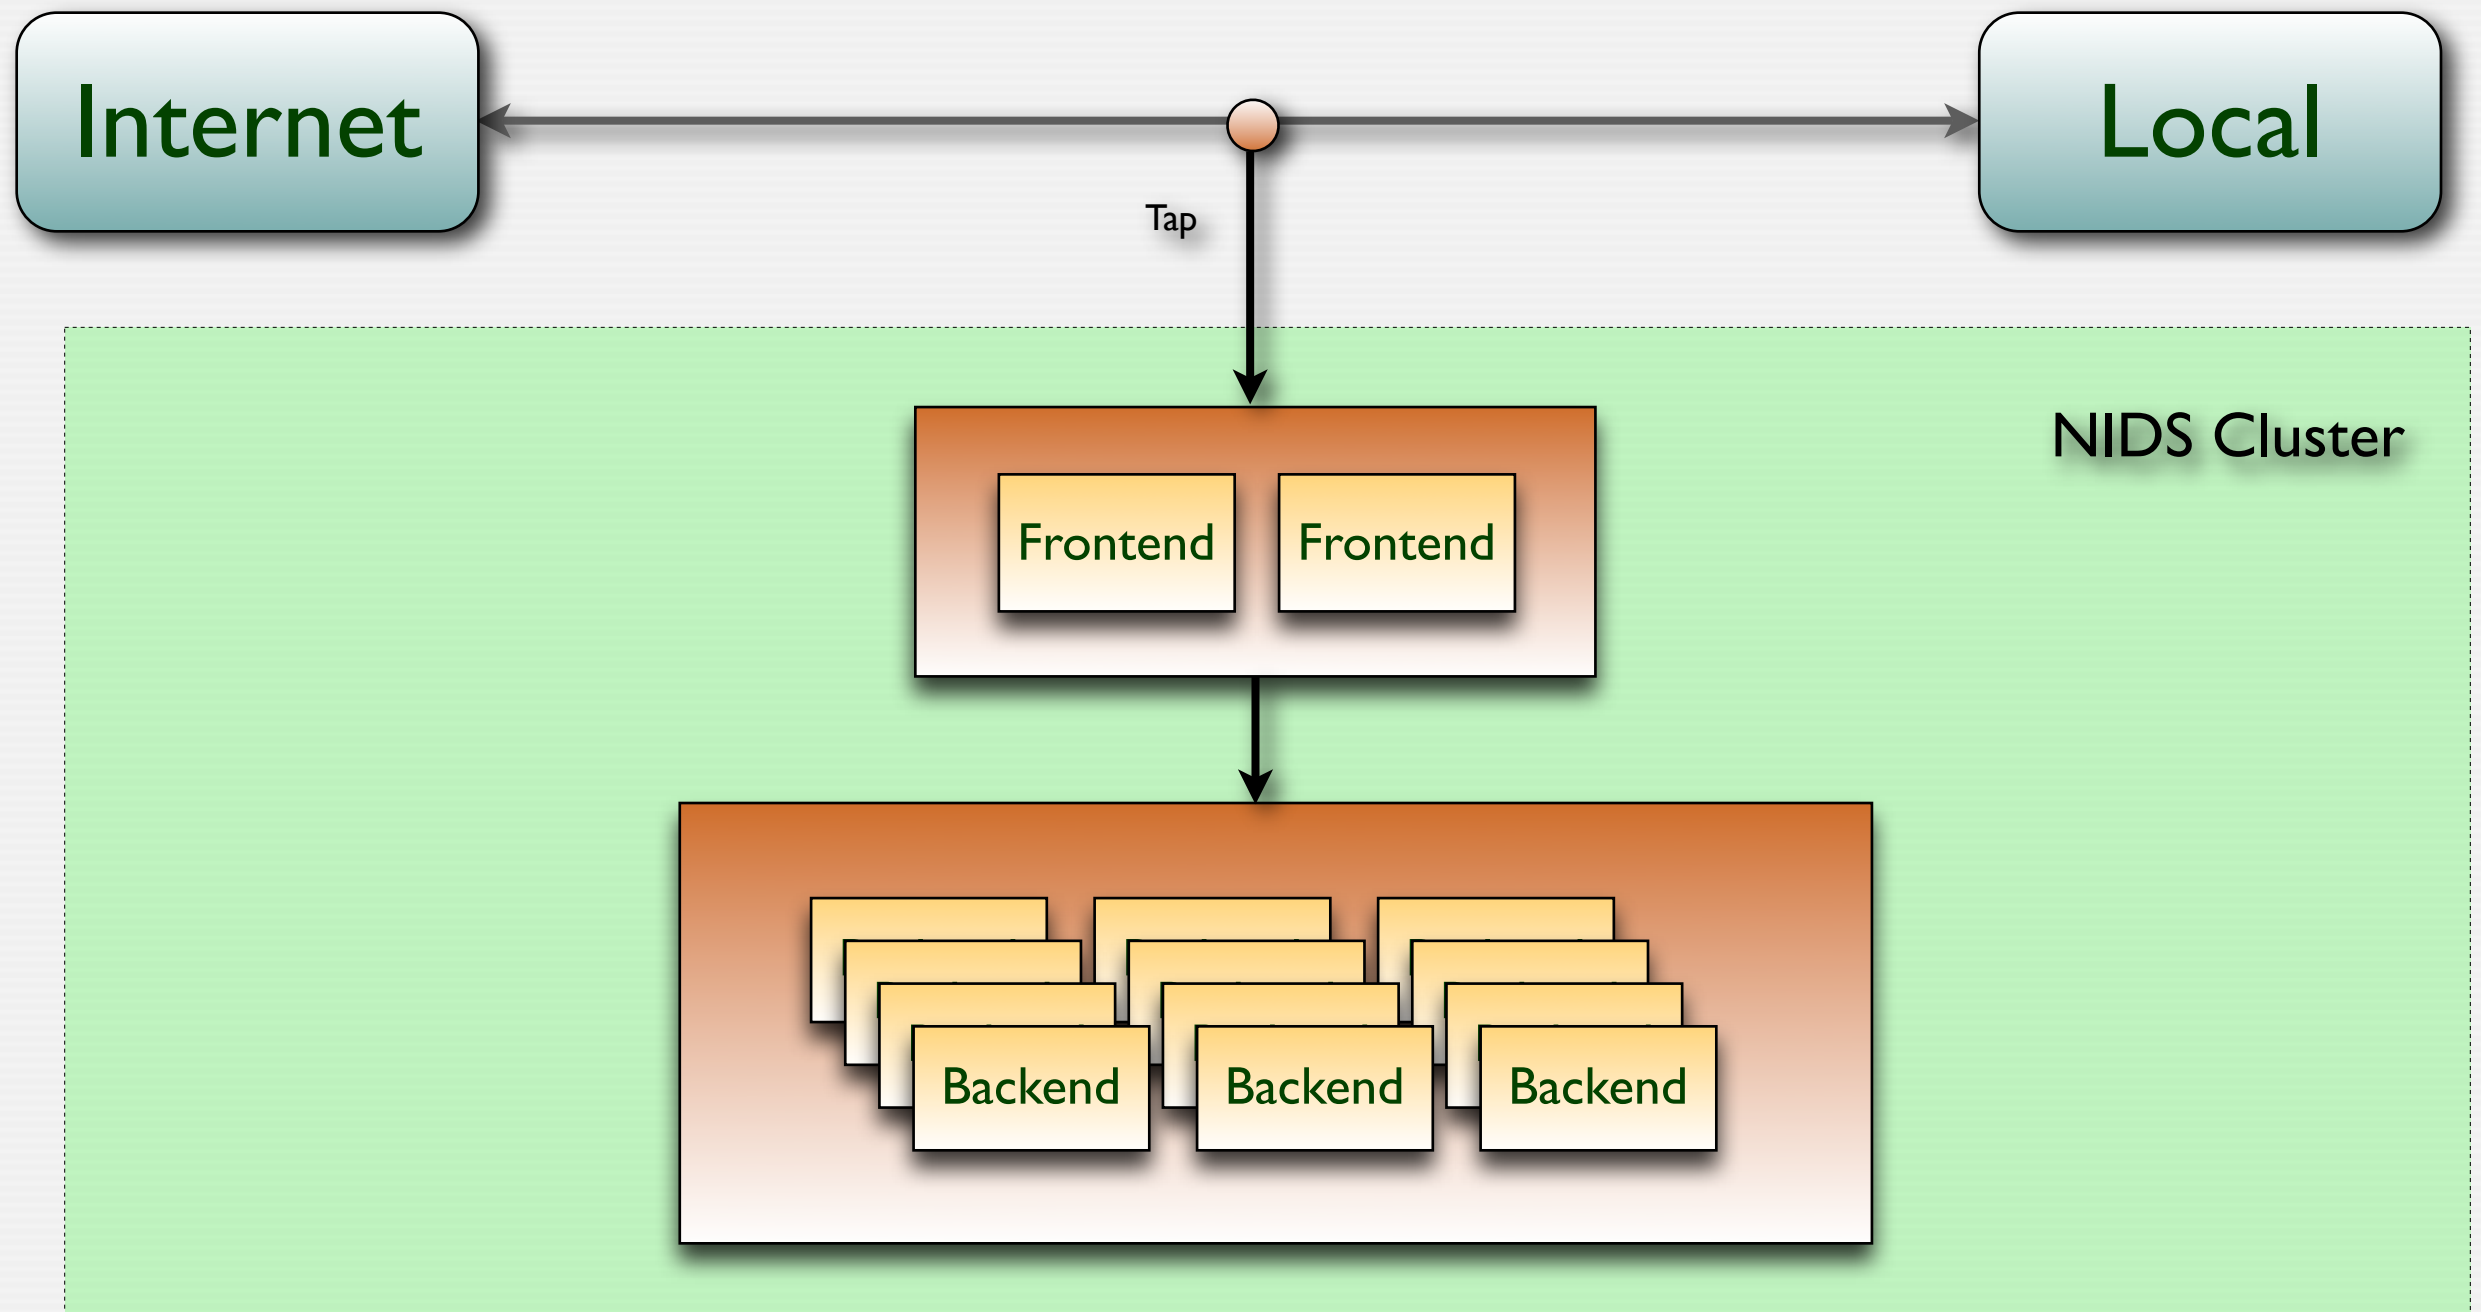 Internet
Local
Tap
NIDS Cluster
Frontend Frontend
Backend Backend Backend